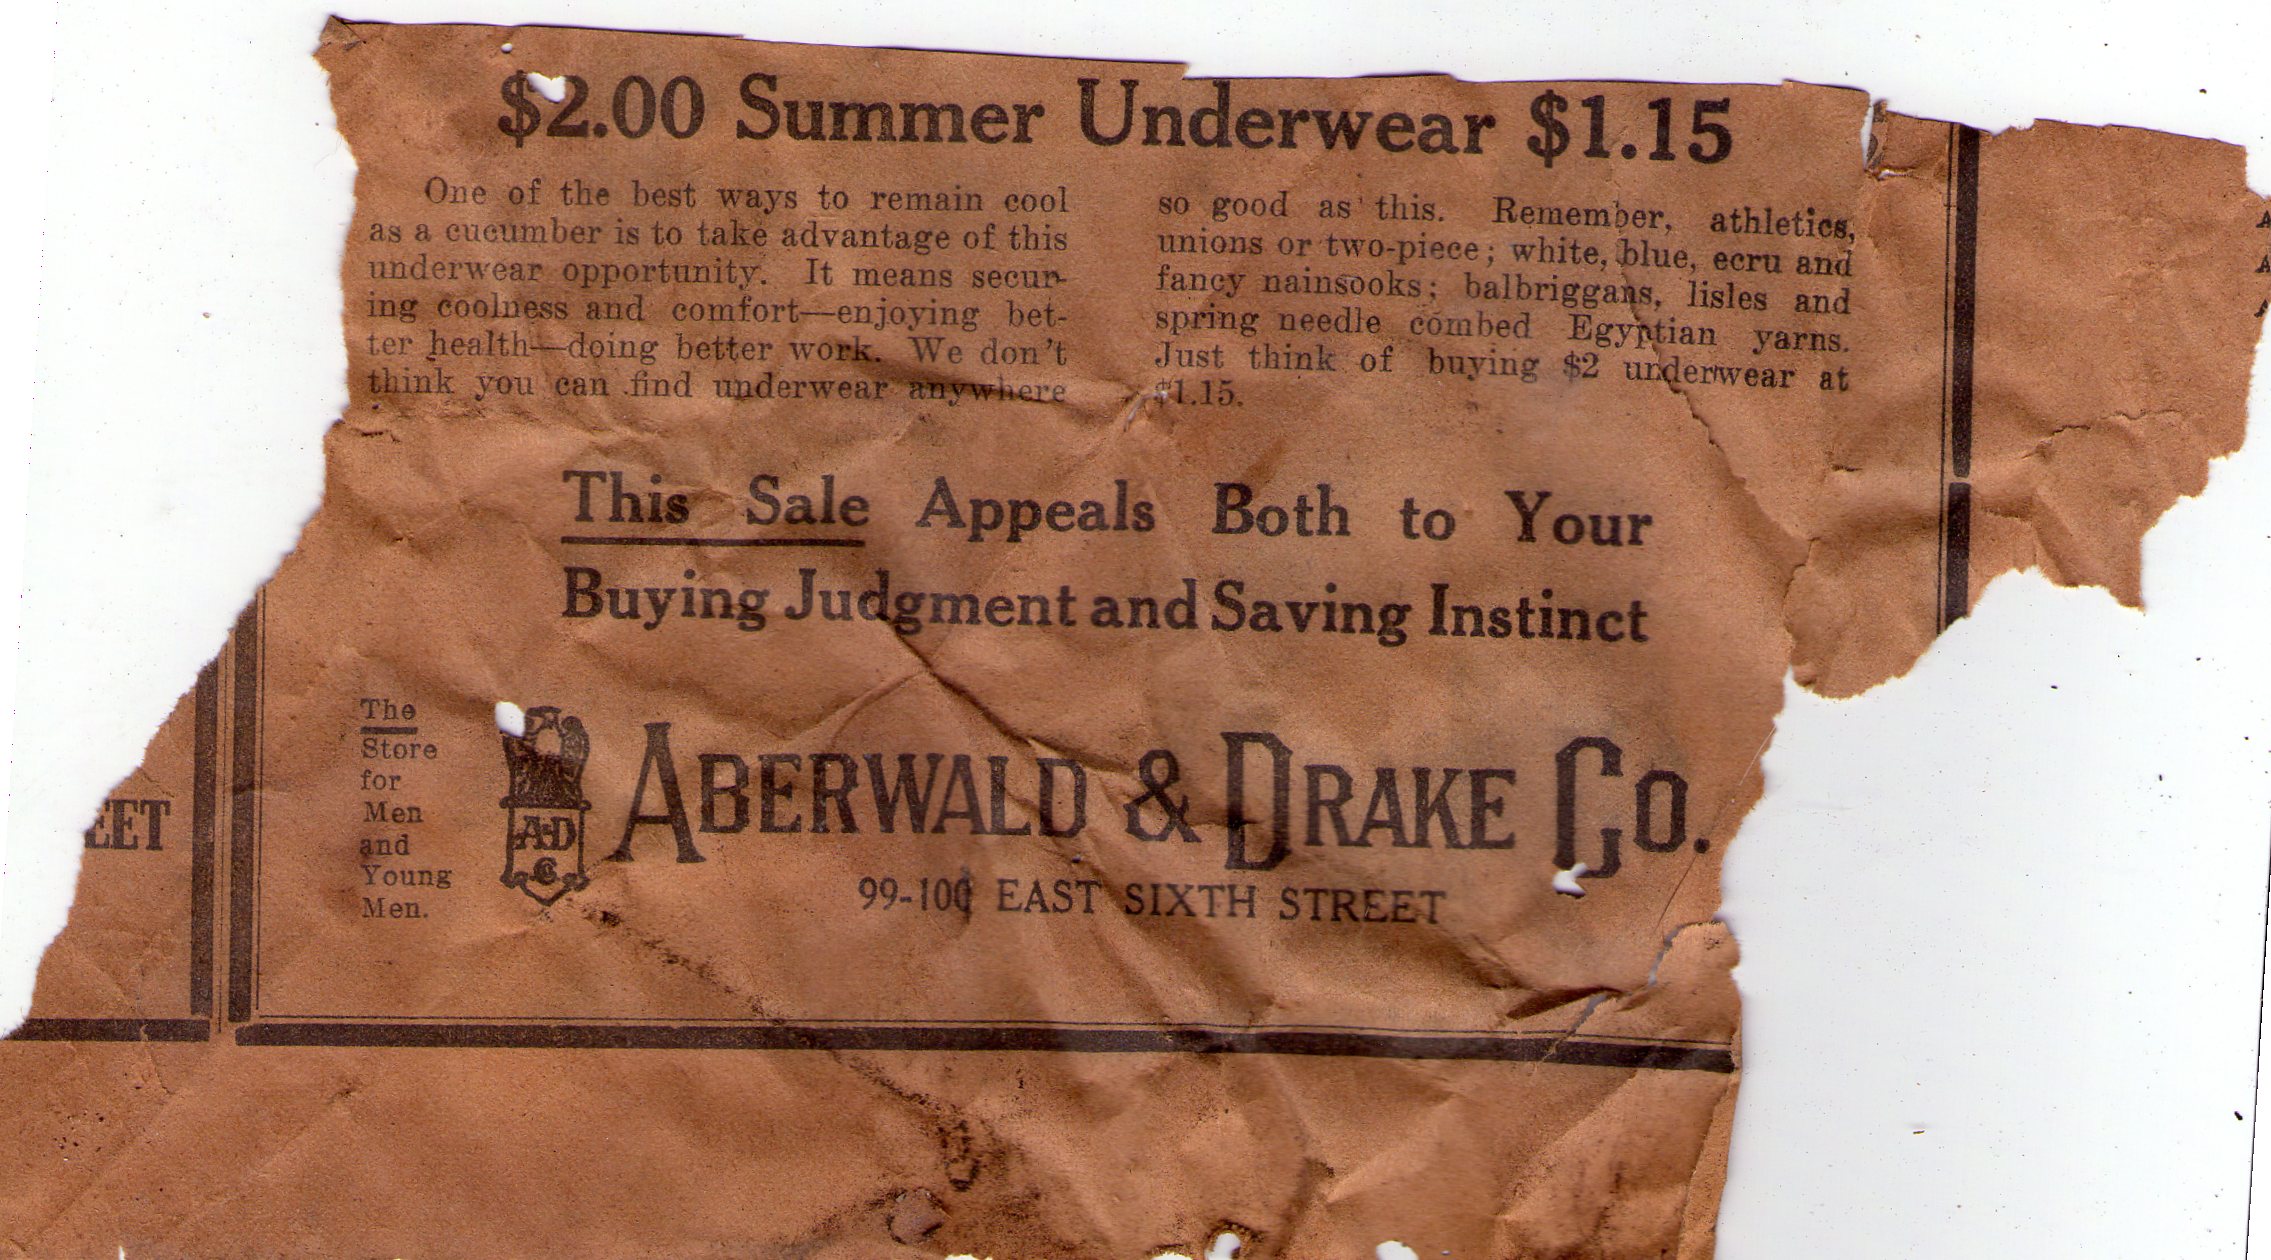 $2.00 Summer Underwear $1.15
One of the best ways to remain cool
as a cucumber is to take advantage of this
underwear opportunity. It means secur-
ing coolness and comfort—enjoying bet-
ter health—doing better work. We don't
think you can find underwear anywhere
so good as this. Remember, athletics,
unions or two-piece; white, blue, ecru and
fancy nainsooks; balbriggans, lisles and
spring needle combed Egyptian yarns.
Just think of buying $2 underwear at
$1.15.
This Sale Appeals Both to Your
Buying Judgment and Saving Instinct
The
Store
for
Men
and
Young
Men.
A·D
Co
ABERWALD & DRAKE CO.
EAST SIXTH STREET
EET